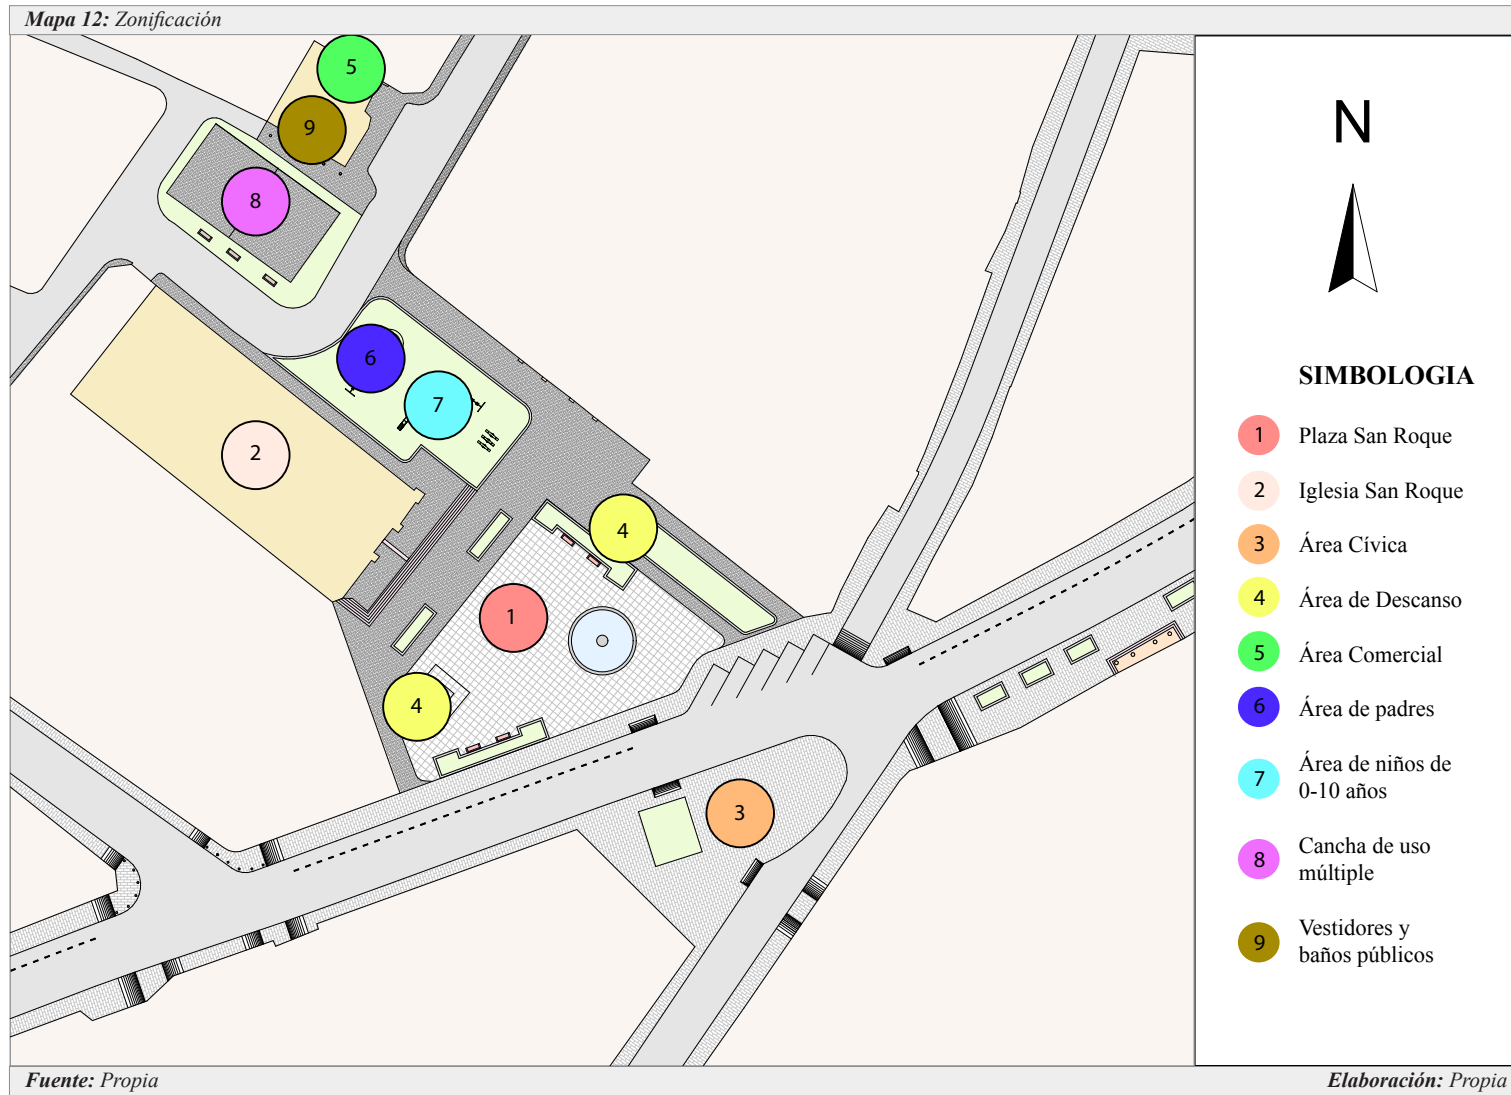 Mapa 12: Zonificación
5
9
8
6
7
2
4
1
4
3
N
SIMBOLOGIA
1 Plaza San Roque
2 Iglesia San Roque
3 Área Cívica
4 Área de Descanso
5 Área Comercial
6 Área de padres
7 Área de niños de
0-10 años
8 Cancha de uso
múltiple
9 Vestidores y
baños públicos
Fuente: Propia
Elaboración: Propia